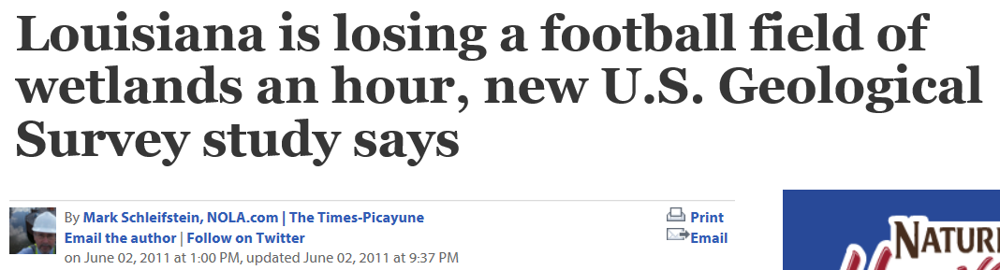 Louisiana is losing a football field of
wetlands an hour, new U.S. Geological
Survey study says
By Mark Schleifstein, NOLA.com | The Times-Picayune
Email the author | Follow on Twitter
on June 02, 2011 at 1:00 PM, updated June 02, 2011 at 9:37 PM
Print
Email